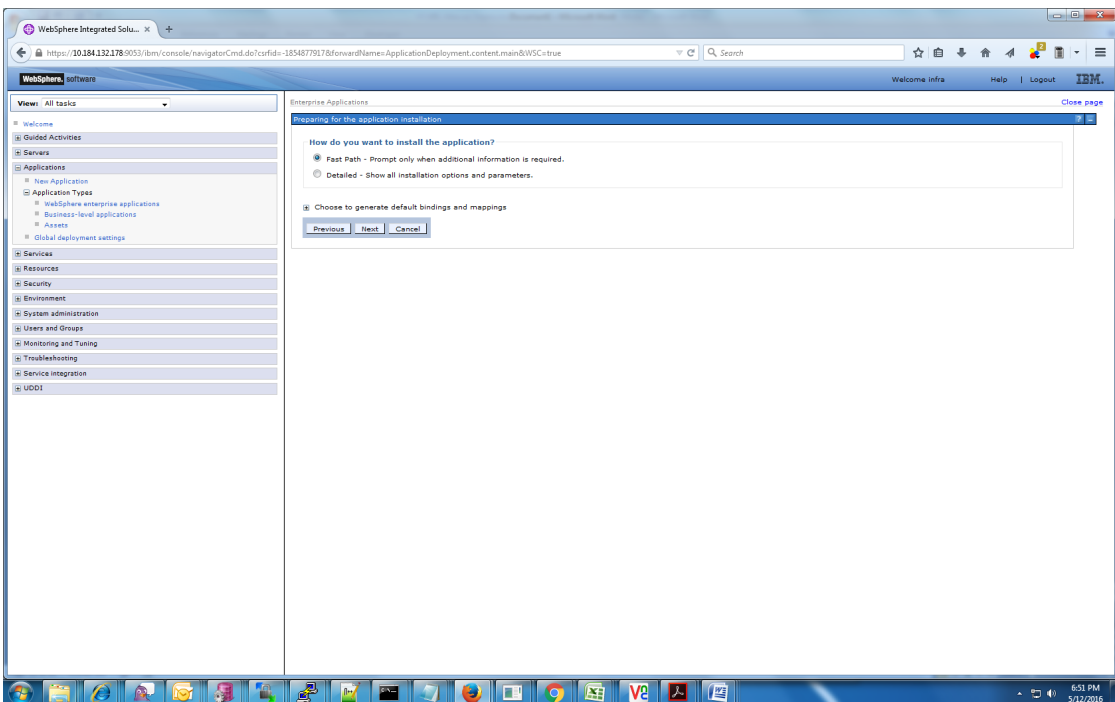 WebSphere Integrated Solu... × +
https://10.184.132.178:9053/ibm/console/navigatorCmd.do?csrfid=-1854877917&forwardName=ApplicationDeployment.content.main&WSC=true
Search
2
WebSphere. software
Welcome infra
Help | Logout
IBM.
View: All tasks
Welcome
Guided Activities
Servers
Applications
New Application
Application Types
WebSphere enterprise applications
Business-level applications
Assets
Global deployment settings
Services
Resources
Security
Environment
System administration
Users and Groups
Monitoring and Tuning
Troubleshooting
Service integration
UDDI
Enterprise Applications
Close page
Preparing for the application installation
? -
How do you want to install the application?
Fast Path - Prompt only when additional information is required.
Detailed - Show all installation options and parameters.
Choose to generate default bindings and mappings
Previous Next Cancel
6:51 PM
5/12/2016